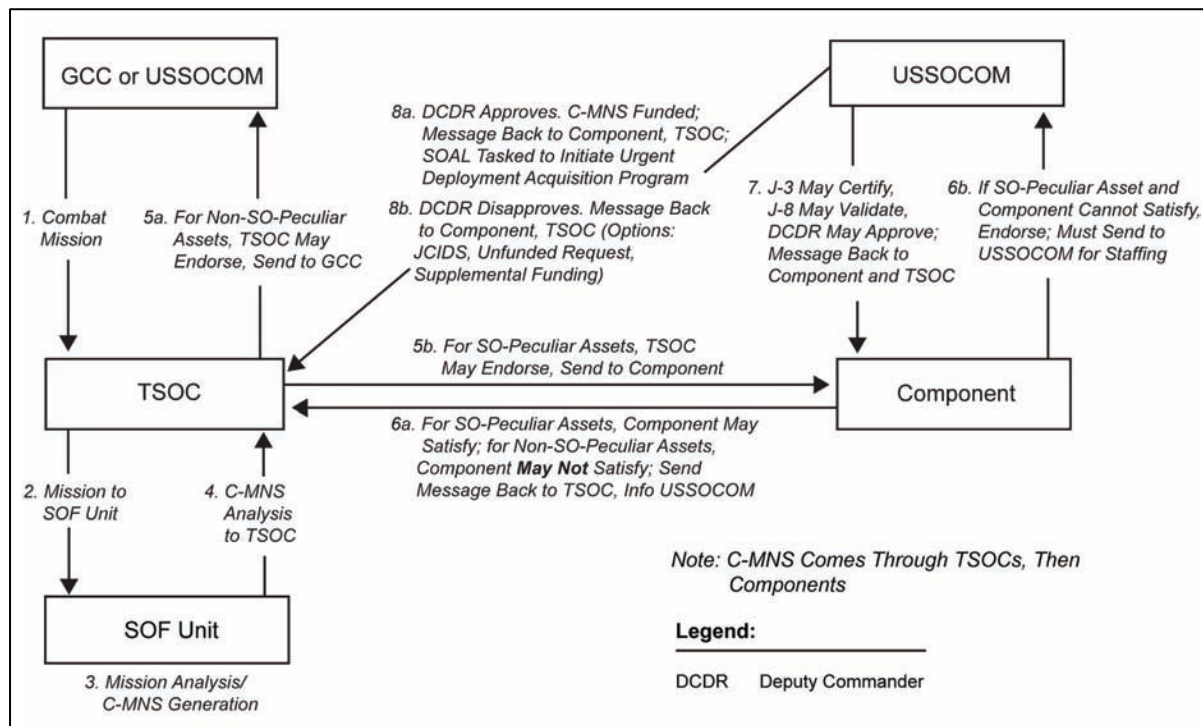 GCC or USSOCOM
USSOCOM
8a. DCDR Approves. C-MNS Funded;
Message Back to Component, TSOC;
SOAL Tasked to Initiate Urgent
Deployment Acquisition Program
8b. DCDR Disapproves. Message Back
to Component, TSOC (Options:
JCIDS, Unfunded Request,
Supplemental Funding)
1. Combat
Mission
5a. For Non-SO-Peculiar
Assets, TSOC May
Endorse, Send to GCC
7. J-3 May Certify,
J-8 May Validate,
DCDR May Approve;
Message Back to
Component and TSOC
6b. If SO-Peculiar Asset and
Component Cannot Satisfy,
Endorse; Must Send to
USSOCOM for Staffing
TSOC
5b. For SO-Peculiar Assets, TSOC
May Endorse, Send to Component
Component
6a. For SO-Peculiar Assets, Component May
Satisfy; for Non-SO-Peculiar Assets,
Component May Not Satisfy; Send
Message Back to TSOC, Info USSOCOM
2. Mission to
SOF Unit
4. C-MNS
Analysis
to TSOC
SOF Unit
3. Mission Analysis/
C-MNS Generation
Note: C-MNS Comes Through TSOCs, Then
Components
Legend:
DCDR Deputy Commander